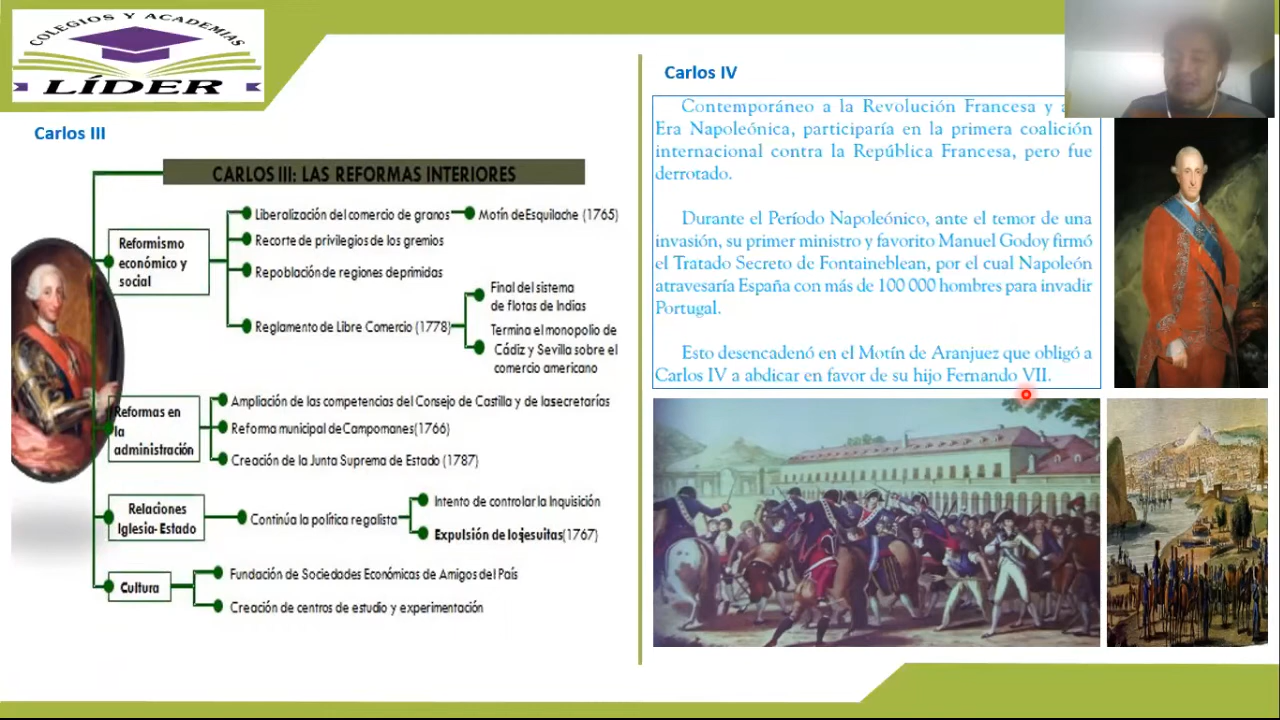 COLEGIOS Y ACADEMIAS
LÍDER
Carlos III
CARLOS III: LAS REFORMAS INTERIORES
Reformismo
económico y
social
Liberalización del comercio de granos
Motín de Esquilache (1765)
Recorte de privilegios de los gremios
Repoblación de regiones deprimidas
Reglamento de Libre Comercio (1778)
Final del sistema
de flotas de Indias
Termina el monopolio de
Cádiz y Sevilla sobre el
comercio americano
Reformas en
la
administración
Ampliación de las competencias del Consejo de Castilla y de las secretarías
Reforma municipal de Campomanes (1766)
Creación de la Junta Suprema de Estado (1787)
Relaciones
Iglesia-Estado
Continúa la política regalista
Intento de controlar la Inquisición
Expulsión de los jesuitas (1767)
Cultura
Fundación de Sociedades Económicas de Amigos del País
Creación de centros de estudio y experimentación
Carlos IV
Contemporáneo a la Revolución Francesa y
Era Napoleónica, participaría en la primera coalición
internacional contra la República Francesa, pero fue
derrotado.
Durante el Período Napoleónico, ante el temor de una
invasión, su primer ministro y favorito Manuel Godoy firmó
el Tratado Secreto de Fontaineblean, por el cual Napoleón
atravesaría España con más de 100 000 hombres para invadir
Portugal.
Esto desencadenó en el Motín de Aranjuez que obligó a
Carlos IV a abdicar en favor de su hijo Fernando VII.